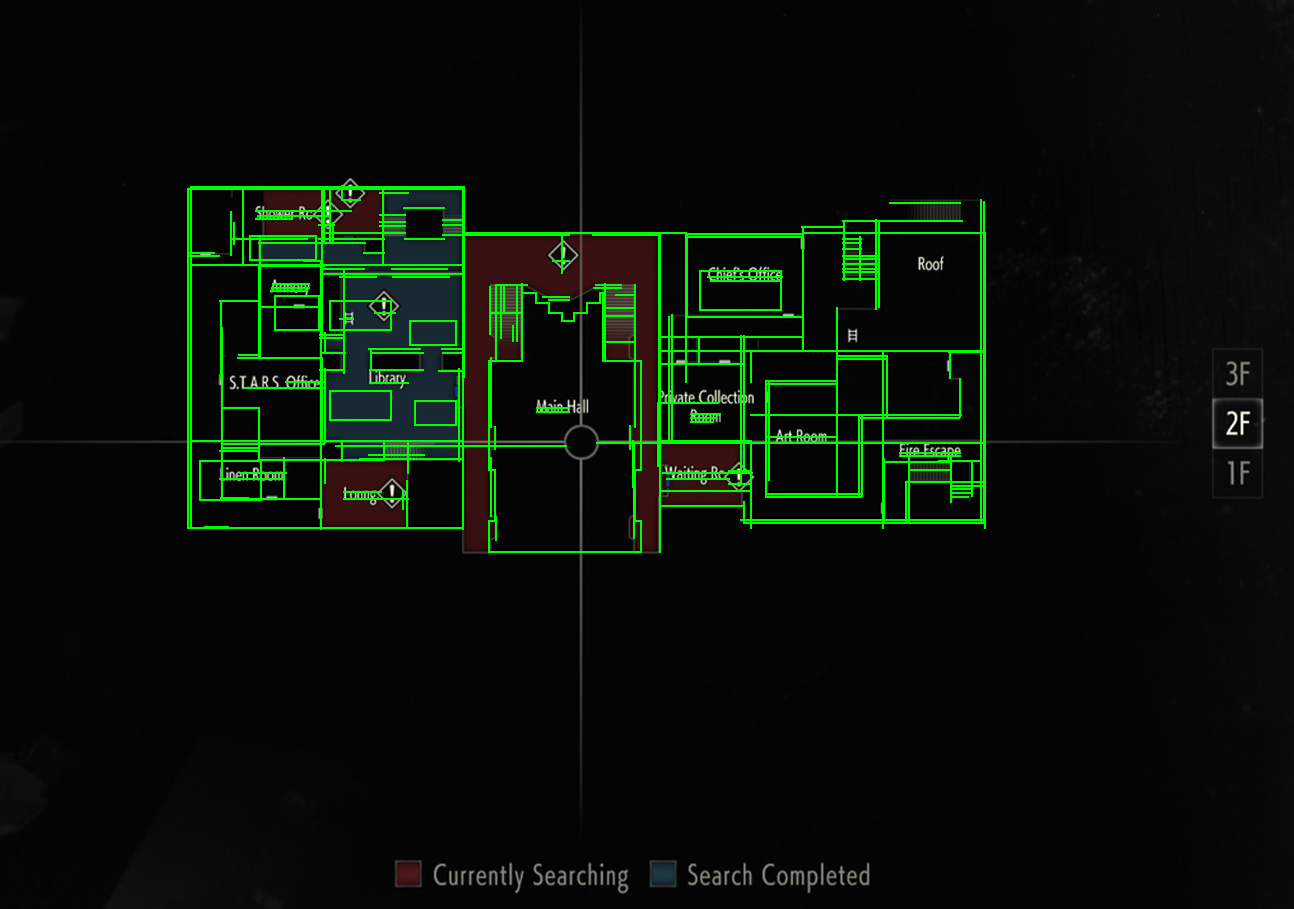 Shower Ro
Chief's Office
Roof
Armory
S.T.A.R.S. Office
Library
Private Collection
Room
Main Hall
Art Room
Fire Escape
Linen Room
Waiting Ro
Lounge
3F
2F
1F
Currently Searching
Search Completed